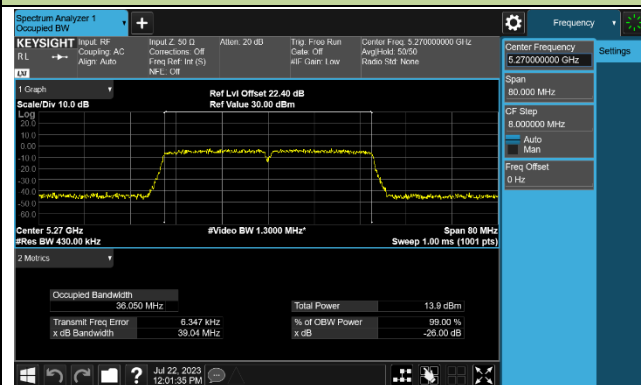 Spectrum Analyzer 1
Occupied BW
Frequency
KEYSIGHT
Input: RF
Coupling: AC
Align: Auto
Input Z: 50 Ω
Corrections: Off
Freq Ref: Int (S)
NFE: Off
Atten: 20 dB
Trig: Free Run
Gate: Off
#IF Gain: Low
Center Freq: 5.270000000 GHz
Avg|Hold: 50/50
Radio Std: None
RL
LXI
Center Frequency
5.270000000 GHz
Settings
Span
80.000 MHz
CF Step
8.000000 MHz
Auto
Man
Freq Offset
0 Hz
1 Graph
Scale/Div 10.0 dB
Ref Lvl Offset 22.40 dB
Ref Value 30.00 dBm
Log
20.0
10.0
0.00
-10.0
-20.0
-30.0
-40.0
-50.0
-60.0
Center 5.27 GHz
#Res BW 430.00 kHz
#Video BW 1.3000 MHz*
Span 80 MHz
Sweep 1.00 ms (1001 pts)
2 Metrics
Occupied Bandwidth
36.050 MHz
Total Power 13.9 dBm
Transmit Freq Error 6.347 kHz
% of OBW Power 99.00 %
x dB Bandwidth 39.04 MHz
x dB -26.00 dB
Jul 22, 2023
12:01:35 PM